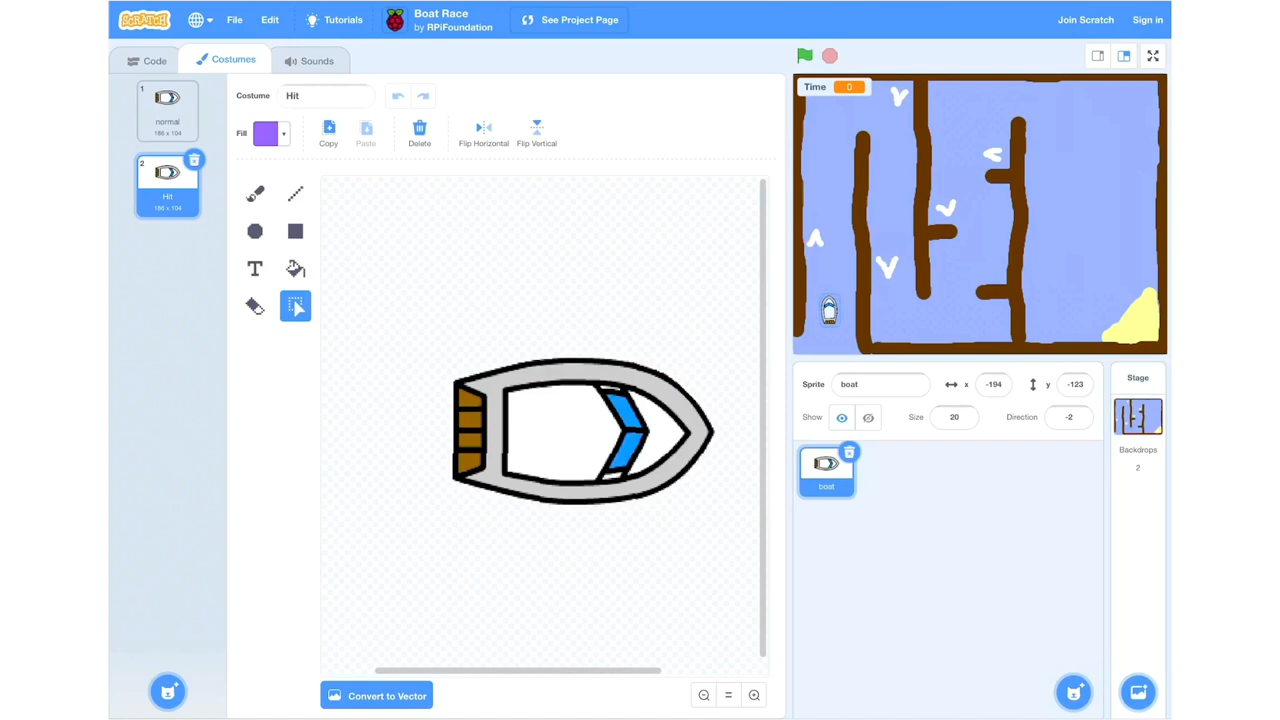 SCRATCH
File
Edit
Tutorials
Boat Race
by RPiFoundation
See Project Page
Join Scratch
Sign in
Code
Costumes
Sounds
1
normal
186 x 104
2
Hit
186 x 104
Costume
Hit
Fill
Copy
Paste
Delete
Flip Horizontal
Flip Vertical
T
Convert to Vector
Time 0
Sprite
boat
x
-194
y
-123
Show
Size
20
Direction
-2
boat
Stage
Backdrops
2